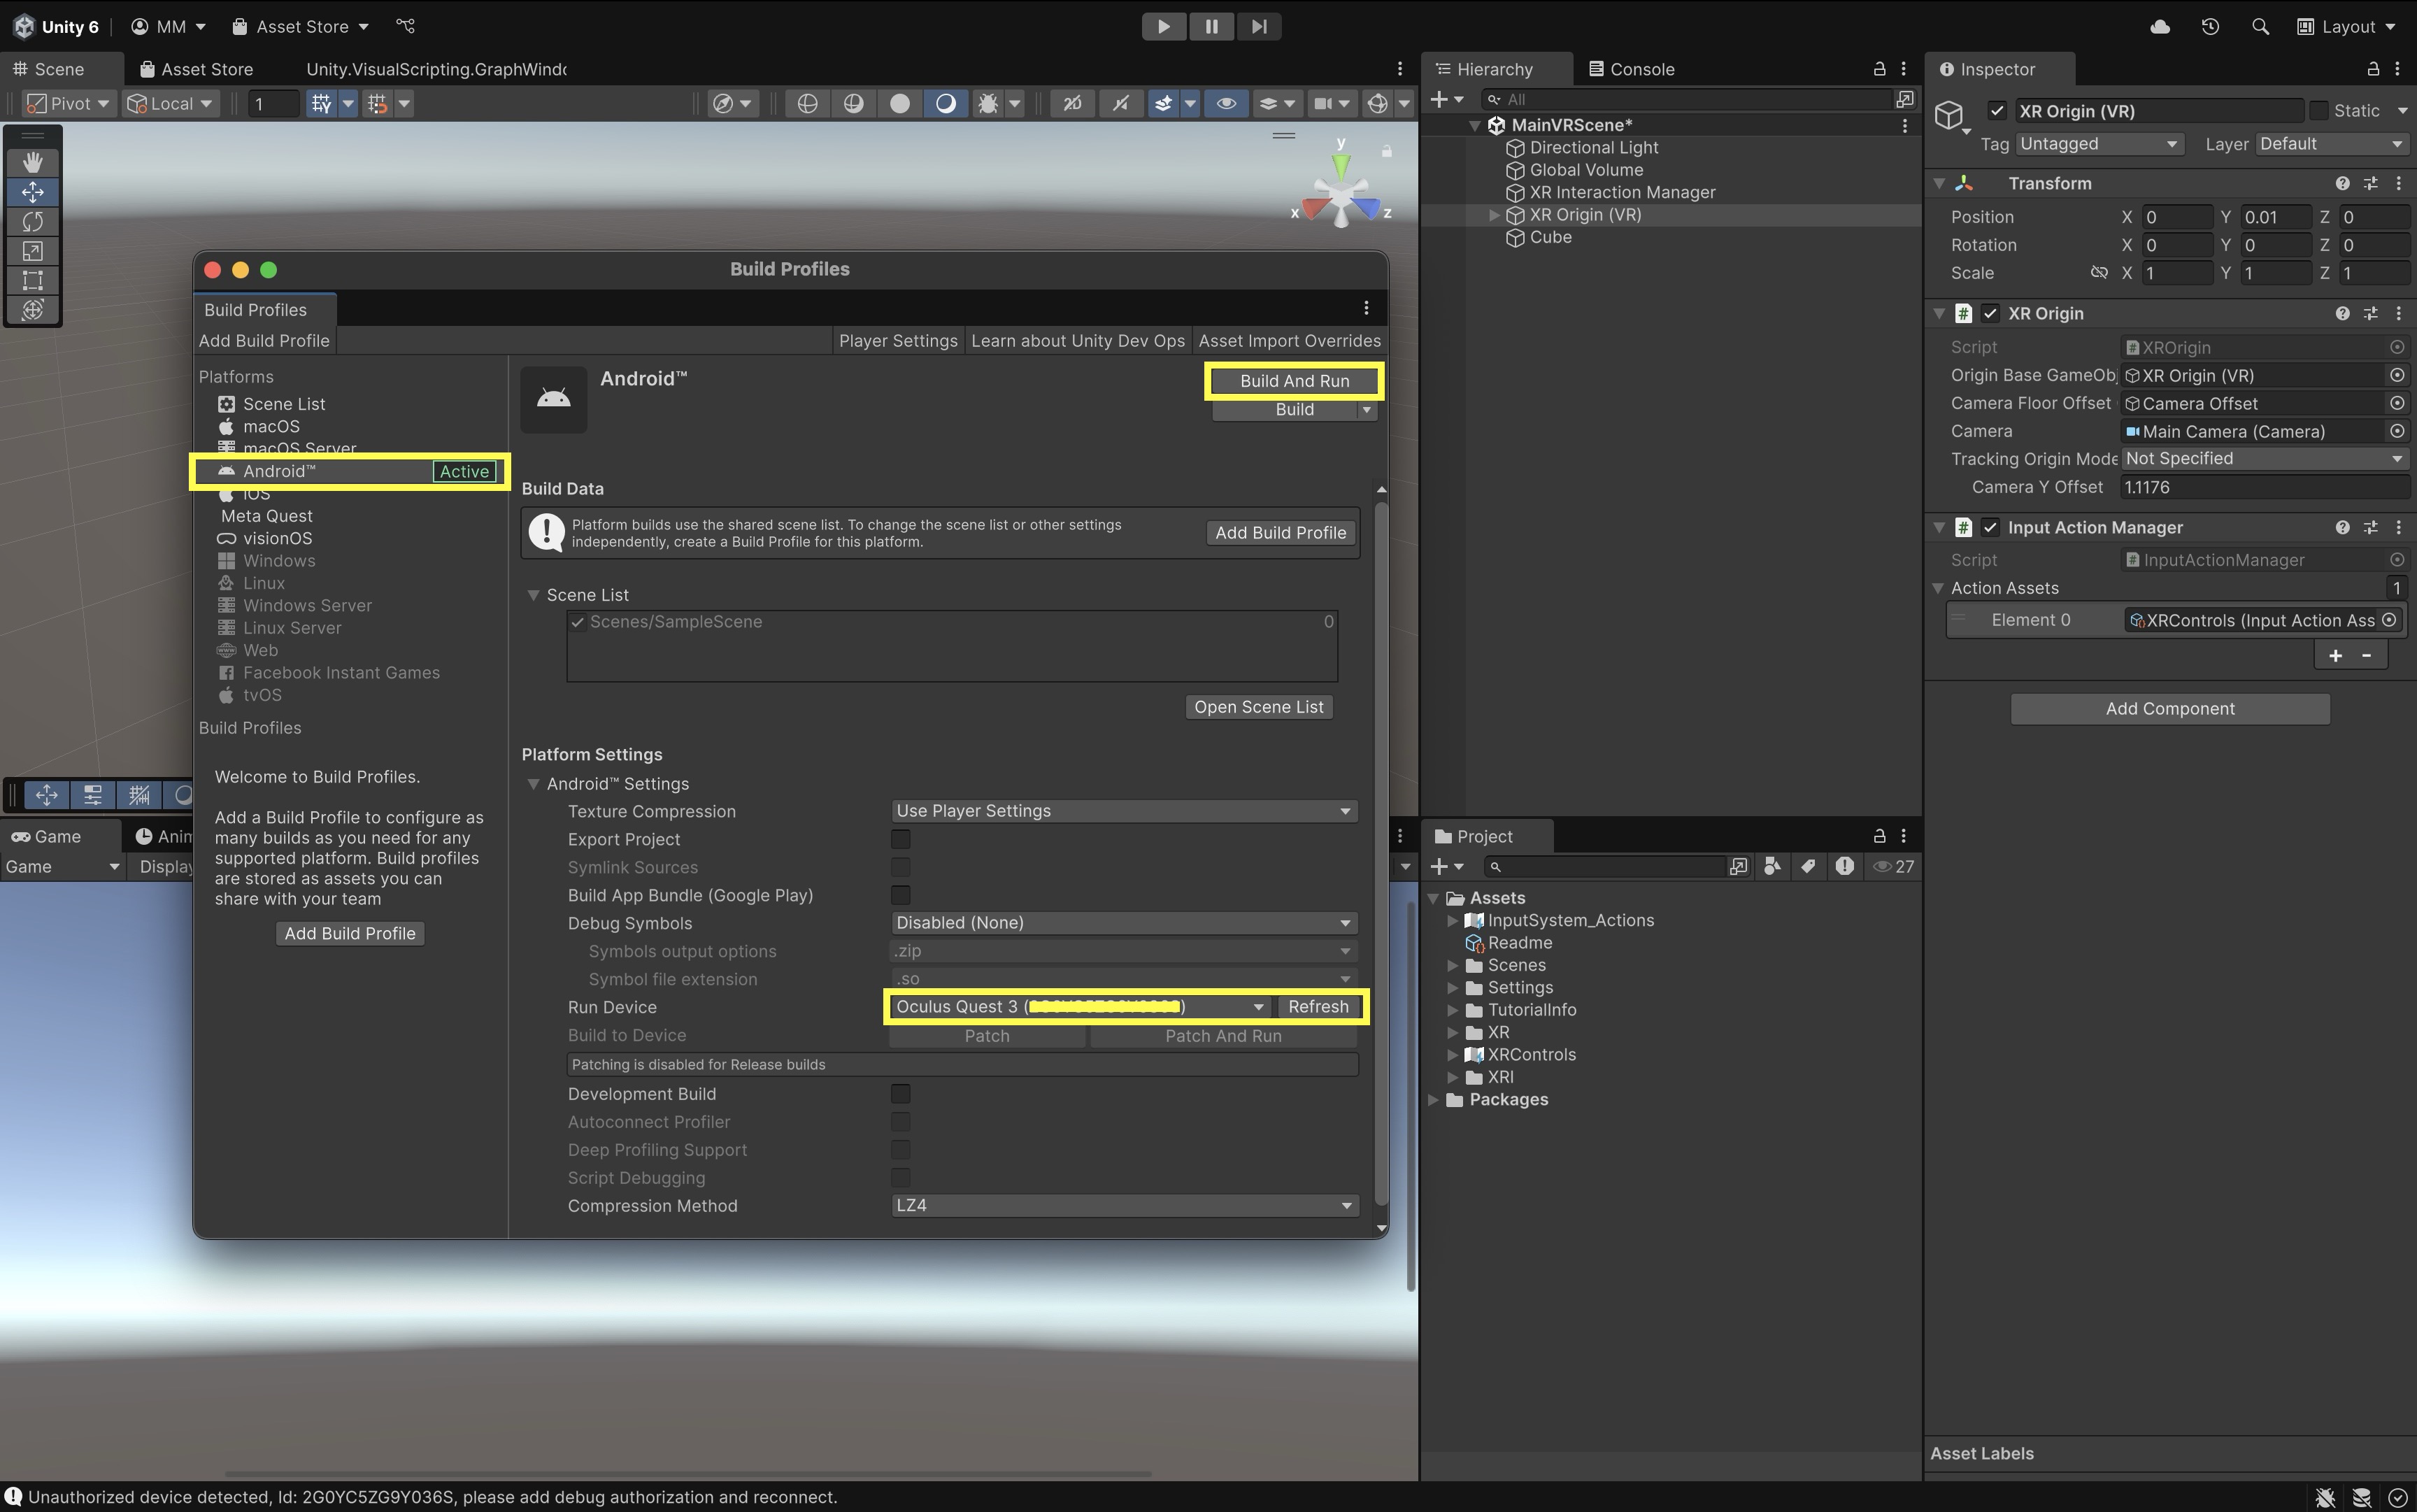 Unity 6
MM
Asset Store
Layout
Scene
Asset Store
Unity.VisualScripting.GraphWindo
Pivot
Local
1
2D
y
x
z
Hierarchy
Console
All
MainVRScene*
Directional Light
Global Volume
XR Interaction Manager
XR Origin (VR)
Cube
Build Profiles
Build Profiles
Add Build Profile
Player Settings
Learn about Unity Dev Ops
Asset Import Overrides
Platforms
Scene List
macOS
macOS Server
Android™
Active
iOS
Meta Quest
visionOS
Windows
Linux
Windows Server
Linux Server
Web
Facebook Instant Games
tvOS
Build Profiles
Welcome to Build Profiles.
Add a Build Profile to configure as
many builds as you need for any
supported platform. Build profiles
are stored as assets you can
share with your team
Add Build Profile
Android™
Build And Run
Build
Build Data
Platform builds use the shared scene list. To change the scene list or other settings
independently, create a Build Profile for this platform.
Add Build Profile
Scene List
Scenes/SampleScene
0
Open Scene List
Platform Settings
Android™ Settings
Texture Compression
Use Player Settings
Export Project
Symlink Sources
Build App Bundle (Google Play)
Debug Symbols
Disabled (None)
Symbols output options
.zip
Symbol file extension
.so
Run Device
Oculus Quest 3 ( )
Refresh
Build to Device
Patch
Patch And Run
Patching is disabled for Release builds
Development Build
Autoconnect Profiler
Deep Profiling Support
Script Debugging
Compression Method
LZ4
Game
Anim
Game
Display
Project
27
Assets
InputSystem_Actions
Readme
Scenes
Settings
TutorialInfo
XR
XRControls
XRI
Packages
Inspector
XR Origin (VR)
Static
Tag
Untagged
Layer
Default
Transform
Position
X 0 Y 0.01 Z 0
Rotation
X 0 Y 0 Z 0
Scale
X 1 Y 1 Z 1
XR Origin
Script
XROrigin
Origin Base GameObj
XR Origin (VR)
Camera Floor Offset
Camera Offset
Camera
Main Camera (Camera)
Tracking Origin Mode
Not Specified
Camera Y Offset
1.1176
Input Action Manager
Script
InputActionManager
Action Assets
1
Element 0
XRControls (Input Action Ass
+ -
Add Component
Asset Labels
Unauthorized device detected, Id: 2G0YC5ZG9Y036S, please add debug authorization and reconnect.